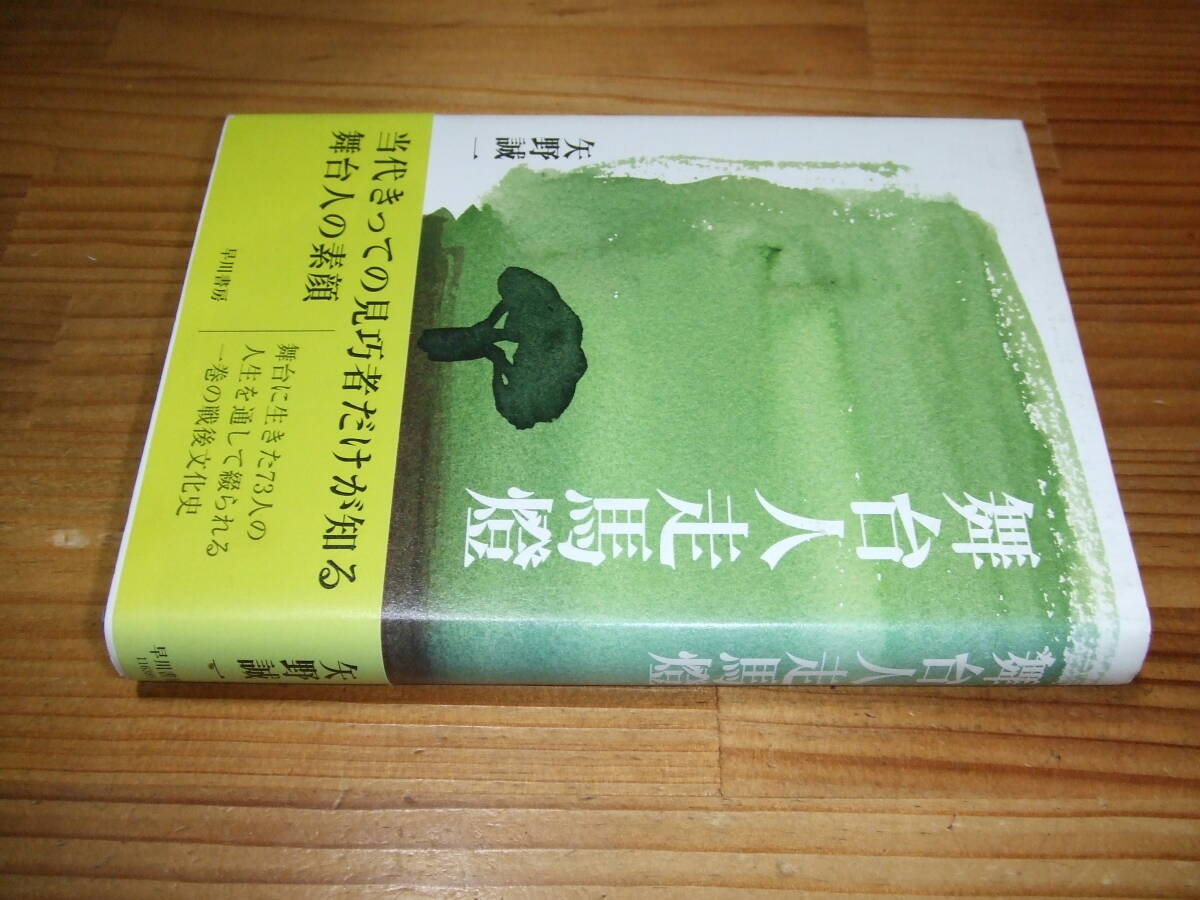 舞台人走馬燈
矢野誠一
当代きっての見巧者だけが知る
舞台人の素顔
舞台に生きた73人の
人生を通して綴られる
一巻の戦後文化史
早川書房
舞台人走馬燈
矢野誠一
早川